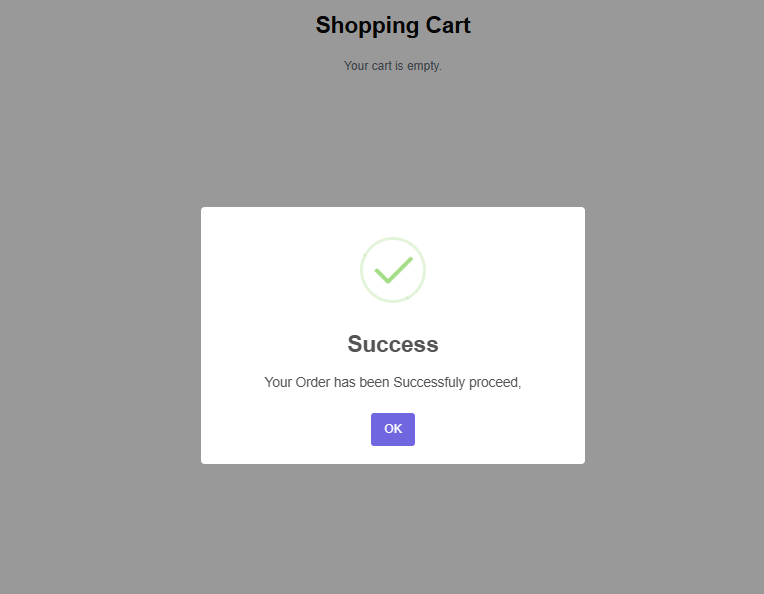 Shopping Cart
Your cart is empty.
Success
Your Order has been Successfuly proceed,
OK